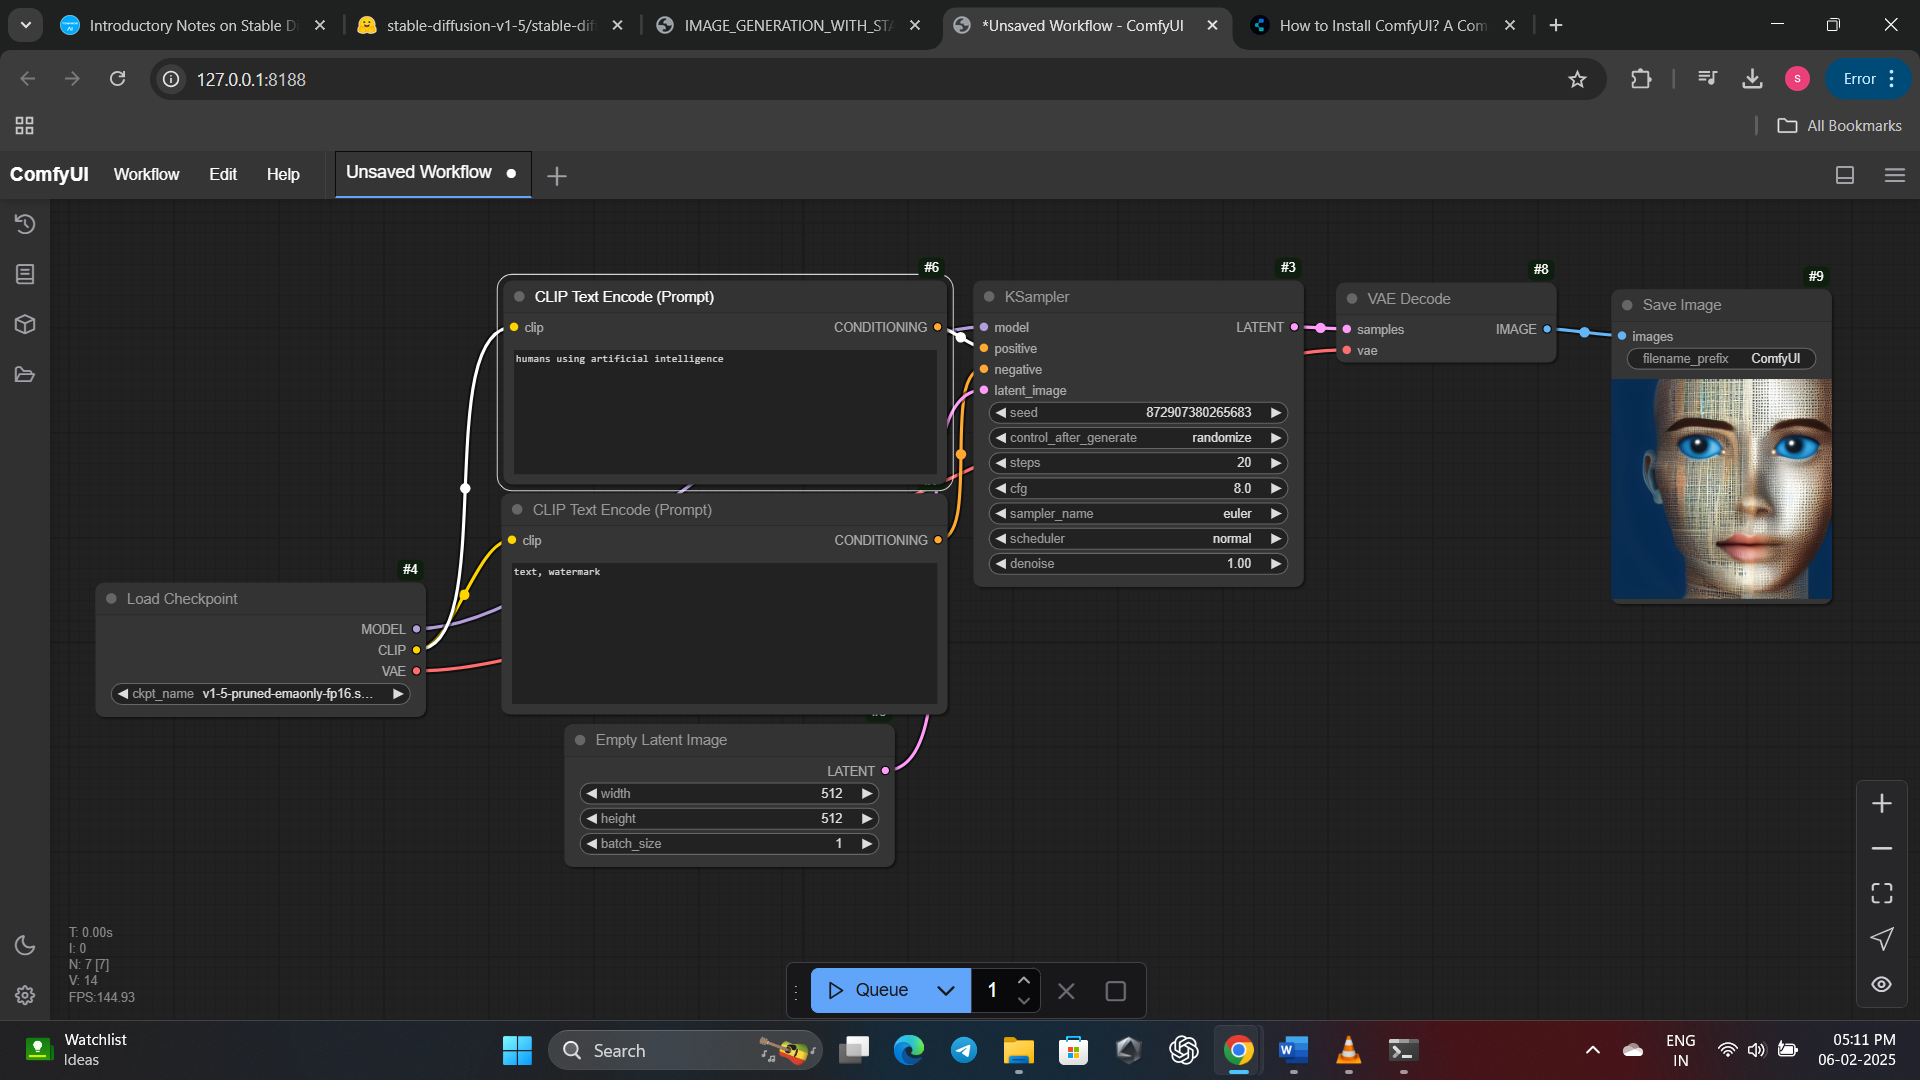 Introductory Notes on Stable Di
stable-diffusion-v1-5/stable-dif
IMAGE_GENERATION_WITH_STA
*Unsaved Workflow - ComfyUI
How to Install ComfyUI? A Com
127.0.0.1:8188
S
Error
All Bookmarks
ComfyUI
Workflow
Edit
Help
Unsaved Workflow
#6
CLIP Text Encode (Prompt)
clip
CONDITIONING
humans using artificial intelligence
CLIP Text Encode (Prompt)
clip
CONDITIONING
text, watermark
#4
Load Checkpoint
MODEL
CLIP
VAE
ckpt_name v1-5-pruned-emaonly-fp16.s...
Empty Latent Image
LATENT
width 512
height 512
batch_size 1
#3
KSampler
model
LATENT
positive
negative
latent_image
seed 872907380265683
control_after_generate randomize
steps 20
cfg 8.0
sampler_name euler
scheduler normal
denoise 1.00
#8
VAE Decode
samples
IMAGE
vae
#9
Save Image
images
filename_prefix ComfyUI
T: 0.00s
I: 0
N: 7 [7]
V: 14
FPS:144.93
Queue
1
Watchlist
Ideas
Search
W
ENG
IN
05:11 PM
06-02-2025